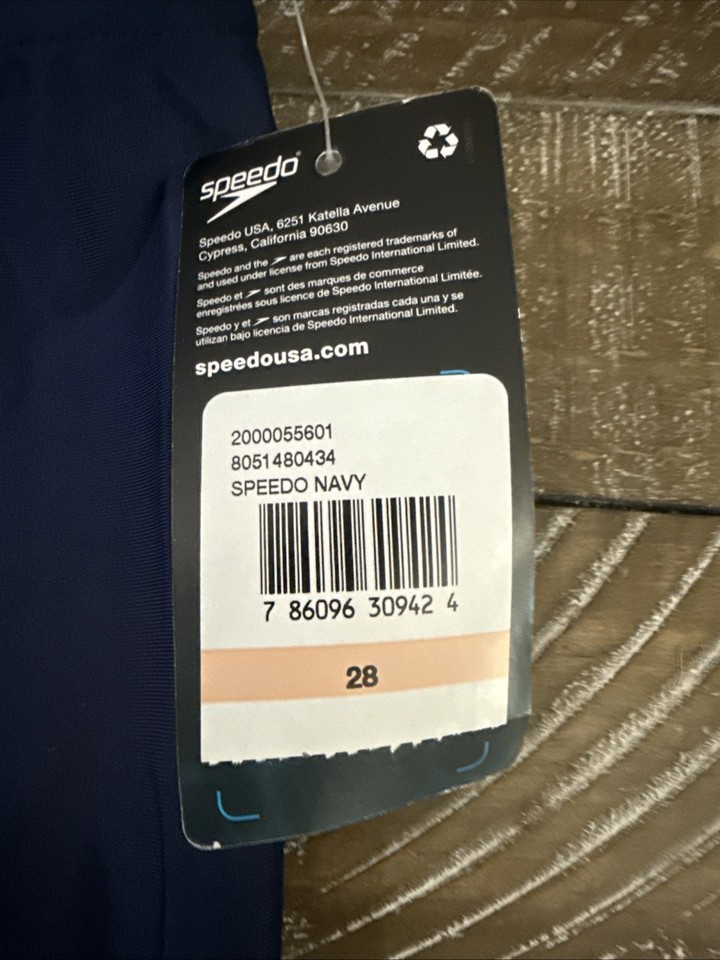 speedo
Speedo USA, 6251 Katella Avenue
Cypress, California 90630
Speedo and the are each registered trademarks of
and used under license from Speedo International Limited.
Speedo et sont des marques de commerce
enregistrées sous licence de Speedo International Limitée.
Speedo y et son marcas registradas cada una y se
utilizan bajo licencia de Speedo International Limited.
speedousa.com
2000055601
8051480434
SPEEDO NAVY
7 86096 30942 4
28